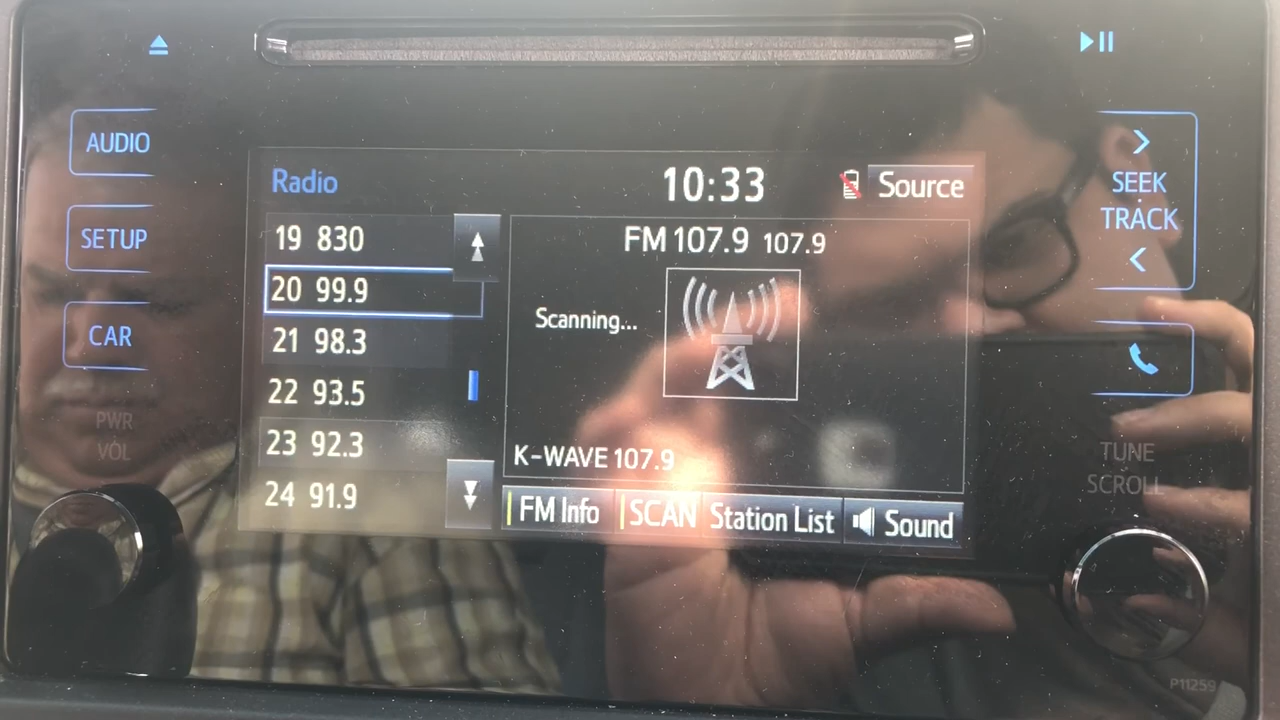 AUDIO
SETUP
CAR
PWR
VOL
Radio
10:33
Source
19 830
20 99.9
21 98.3
22 93.5
23 92.3
24 91.9
FM 107.9 107.9
Scanning...
K-WAVE 107.9
FM Info
SCAN
Station List
Sound
SEEK
TRACK
TUNE
SCROLL
P11259